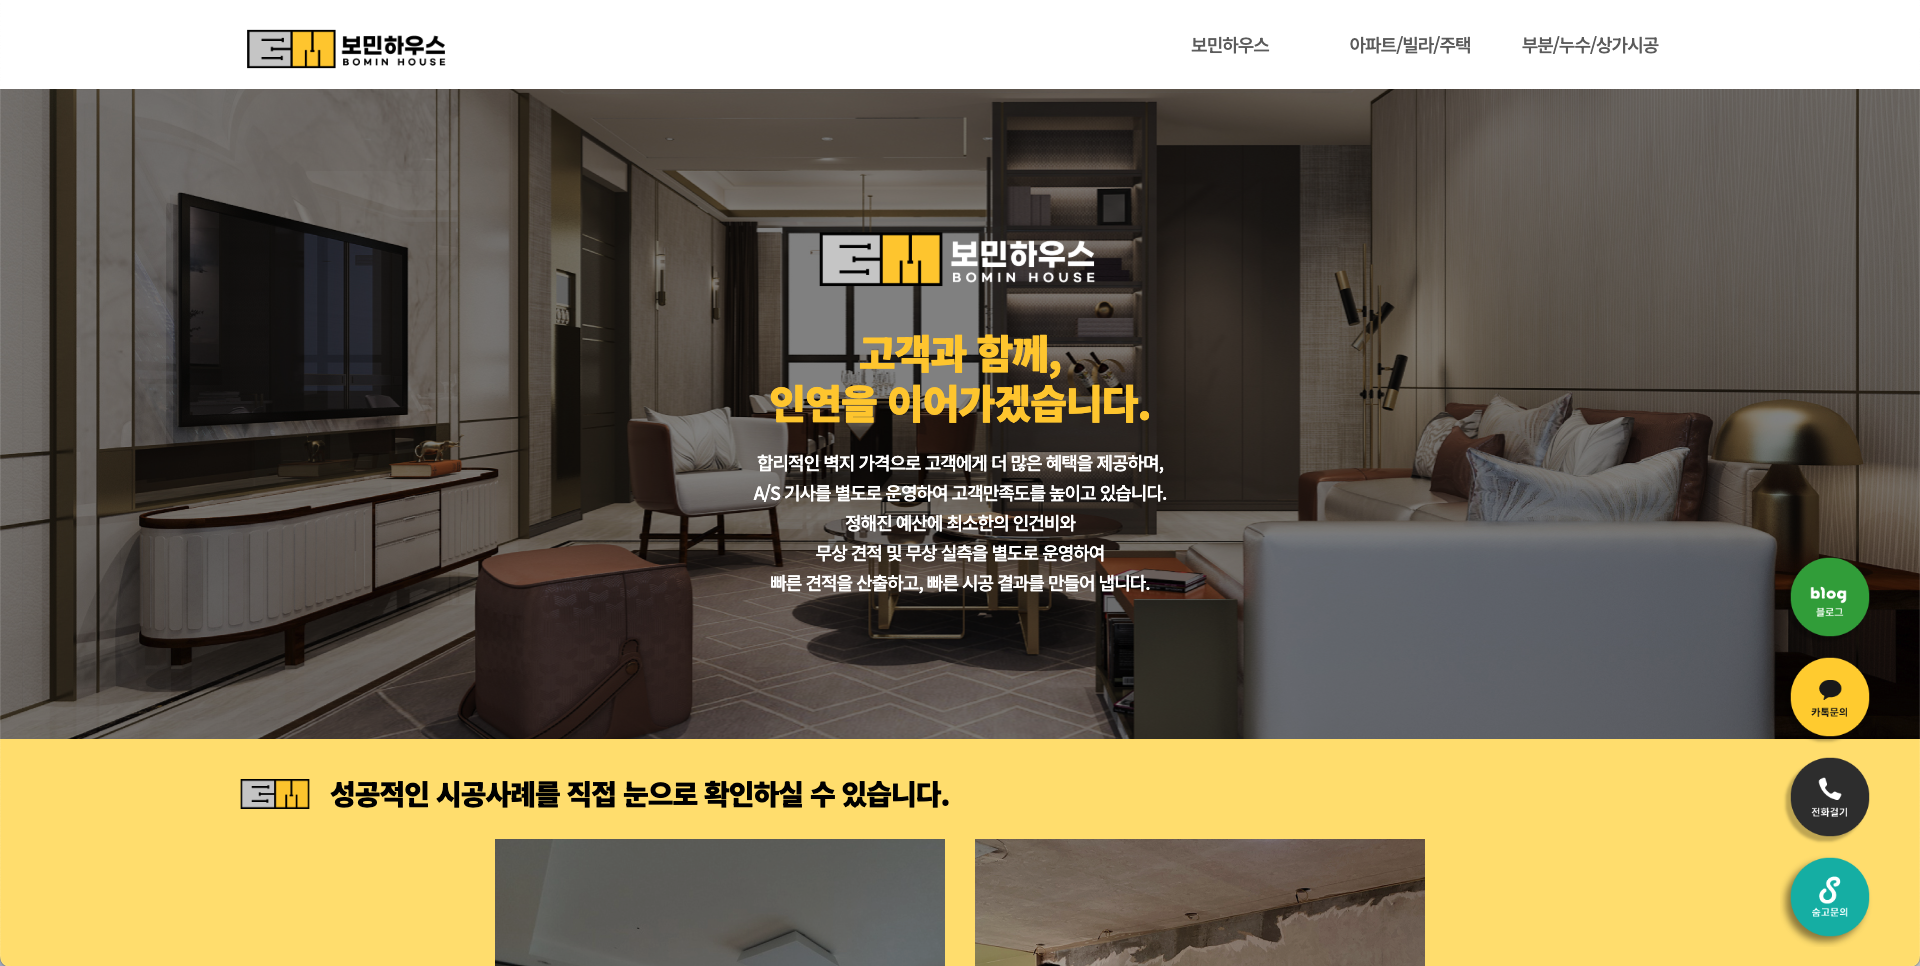 보민하우스
BOMIN HOUSE
보민하우스
아파트/빌라/주택
부분/누수/상가시공
보민하우스
BOMIN HOUSE
고객과 함께,
인연을 이어가겠습니다.
합리적인 벽지 가격으로 고객에게 더 많은 혜택을 제공하며,
A/S 기사를 별도로 운영하여 고객만족도를 높이고 있습니다.
정해진 예산에 최소한의 인건비와
무상 견적 및 무상 실측을 별도로 운영하여
빠른 견적을 산출하고, 빠른 시공 결과를 만들어 냅니다.
blog
블로그
카톡문의
전화걸기
숨고문의
성공적인 시공사례를 직접 눈으로 확인하실 수 있습니다.